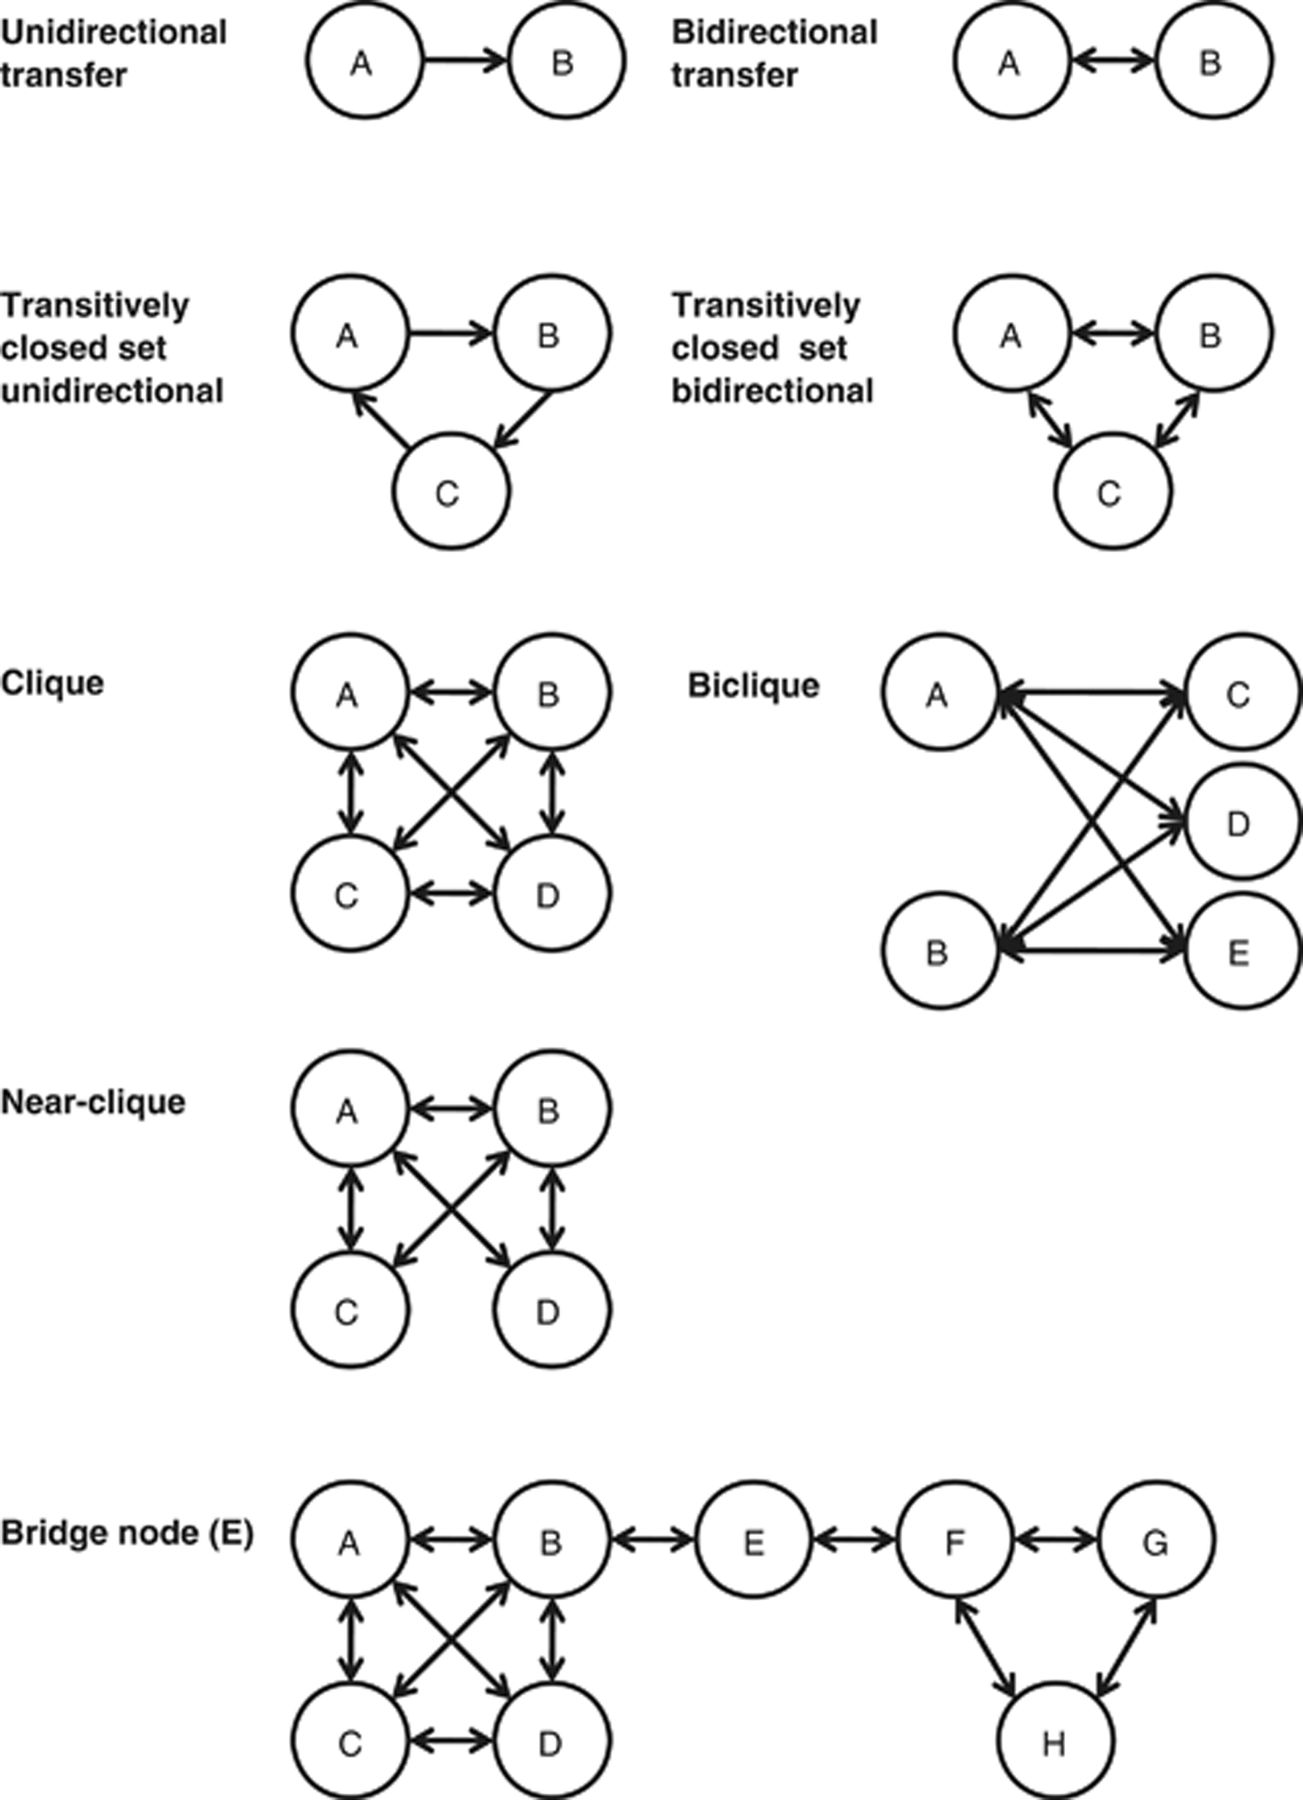 Unidirectional
transfer
A
B
Bidirectional
transfer
A
B
Transitively
closed set
unidirectional
A
B
C
Transitively
closed set
bidirectional
A
B
C
Clique
A
B
C
D
Biclique
A
C
D
B
E
Near-clique
A
B
C
D
Bridge node (E)
A
B
E
F
G
C
D
H